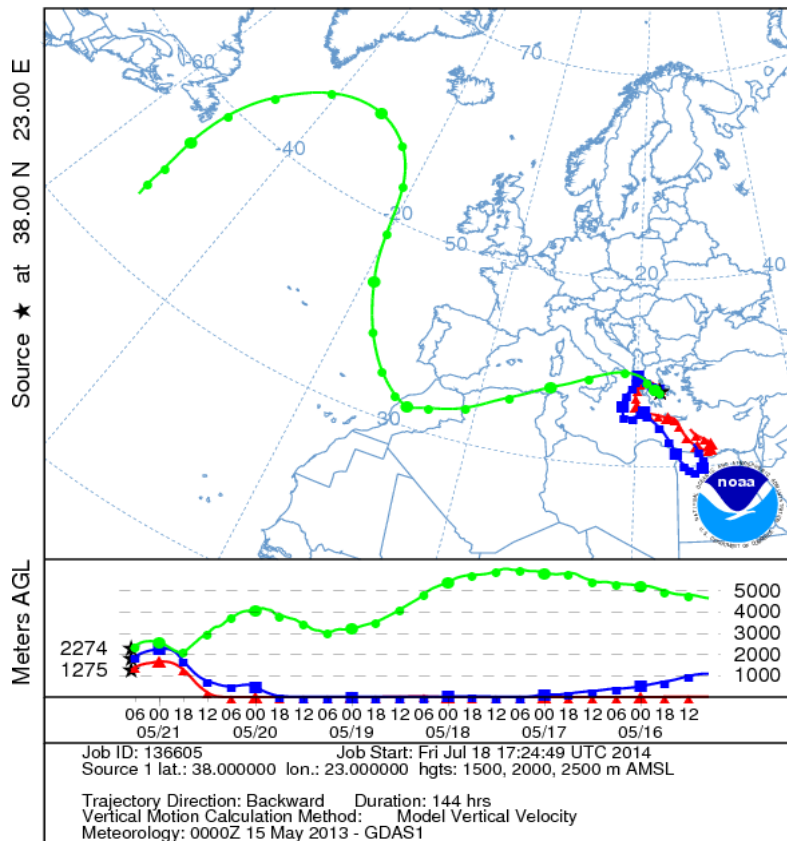 Source ★ at 38.00 N 23.00 E
-60
70
-40
-20
50
0
20
40
30
noaa
Meters AGL
5000
4000
3000
2274
2000
1275
1000
06 00 18 12 06 00 18 12 06 00 18 12 06 00 18 12 06 00 18 12 06 00 18 12
05/21 05/20 05/19 05/18 05/17 05/16
Job ID: 136605 Job Start: Fri Jul 18 17:24:49 UTC 2014
Source 1 lat.: 38.000000 lon.: 23.000000 hgts: 1500, 2000, 2500 m AMSL
Trajectory Direction: Backward Duration: 144 hrs
Vertical Motion Calculation Method: Model Vertical Velocity
Meteorology: 0000Z 15 May 2013 - GDAS1